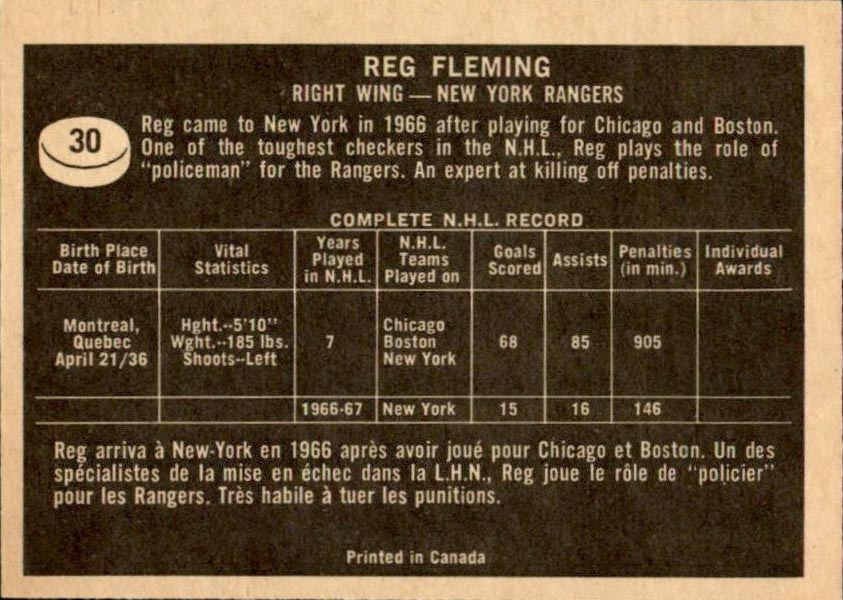 REG FLEMING
RIGHT WING — NEW YORK RANGERS
30
Reg came to New York in 1966 after playing for Chicago and Boston.
One of the toughest checkers in the N.H.L., Reg plays the role of
"policeman" for the Rangers. An expert at killing off penalties.
COMPLETE N.H.L. RECORD
Birth Place Date of Birth | Vital Statistics | Years Played in N.H.L. | N.H.L. Teams Played on | Goals Scored | Assists | Penalties (in min.) | Individual Awards
Montreal, Quebec April 21/36 | Hght.--5'10" Wght.--185 lbs. Shoots--Left | 7 | Chicago Boston New York | 68 | 85 | 905
1966-67 | New York | 15 | 16 | 146
Reg arriva à New-York en 1966 après avoir joué pour Chicago et Boston. Un des
spécialistes de la mise en échec dans la L.H.N., Reg joue le rôle de "policier"
pour les Rangers. Très habile à tuer les punitions.
Printed in Canada